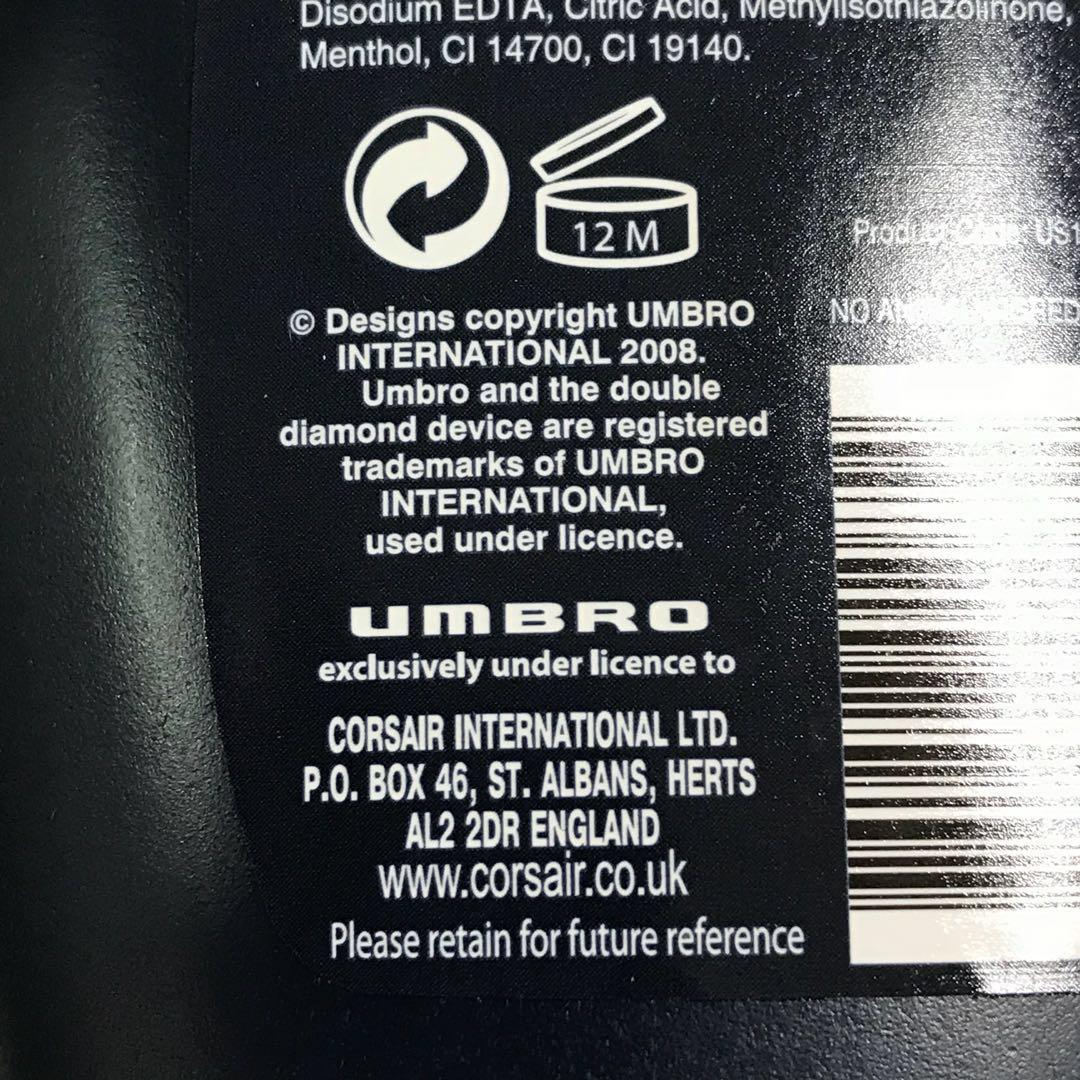 Disodium EDTA, Citric Acid, Methylisothiazolinone,
Menthol, CI 14700, CI 19140.
12 M
Product Code US1
NO
© Designs copyright UMBRO
INTERNATIONAL 2008.
Umbro and the double
diamond device are registered
trademarks of UMBRO
INTERNATIONAL,
used under licence.
UMBRO
exclusively under licence to
CORSAIR INTERNATIONAL LTD.
P.O. BOX 46, ST. ALBANS, HERTS
AL2 2DR ENGLAND
www.corsair.co.uk
Please retain for future reference